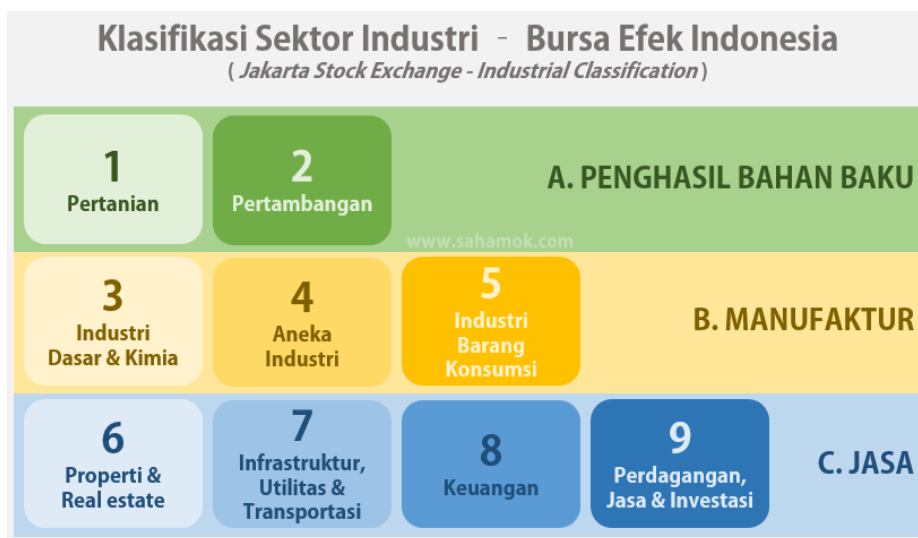 Klasifikasi Sektor Industri - Bursa Efek Indonesia
( Jakarta Stock Exchange - Industrial Classification )
1
Pertanian
2
Pertambangan
A. PENGHASIL BAHAN BAKU
www.sahamok.com
3
Industri
Dasar & Kimia
4
Aneka
Industri
5
Industri
Barang
Konsumsi
B. MANUFAKTUR
6
Properti &
Real estate
7
Infrastruktur,
Utilitas &
Transportasi
8
Keuangan
9
Perdagangan,
Jasa & Investasi
C. JASA